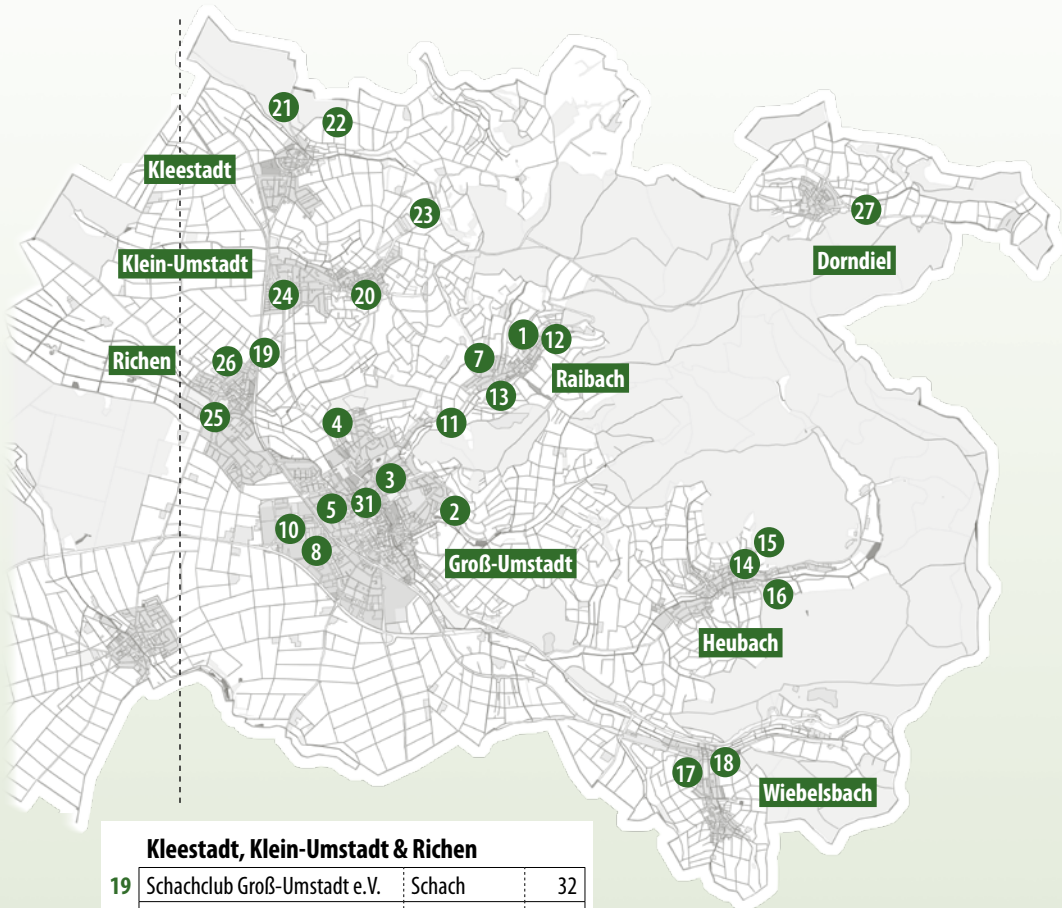 21
22
Kleestadt
23
27
Klein-Umstadt
Dorndiel
24
20
1
12
19
26
Richen
7
Raibach
13
25
4
11
3
31
5
2
10
8
15
Groß-Umstadt
14
16
Heubach
18
17
Wiebelsbach
Kleestadt, Klein-Umstadt & Richen
19 Schachclub Groß-Umstadt e.V. Schach 32